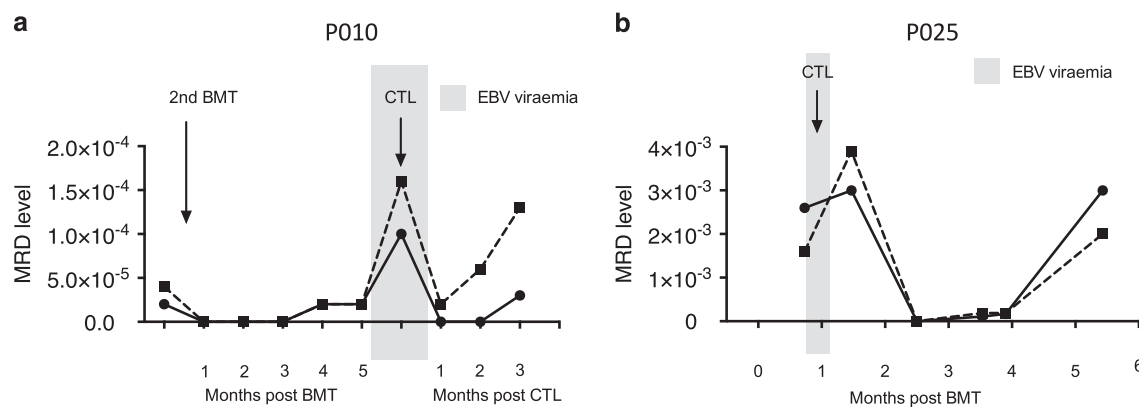 a
P010
2nd BMT
CTL
EBV viraemia
2.0×10⁻⁴
1.5×10⁻⁴
1.0×10⁻⁴
5.0×10⁻⁵
0.0
MRD level
1 2 3 4 5 1 2 3
Months post BMT Months post CTL
b
P025
CTL
EBV viraemia
4×10⁻³
3×10⁻³
2×10⁻³
1×10⁻³
0
MRD level
0 1 2 3 4 5 6
Months post BMT